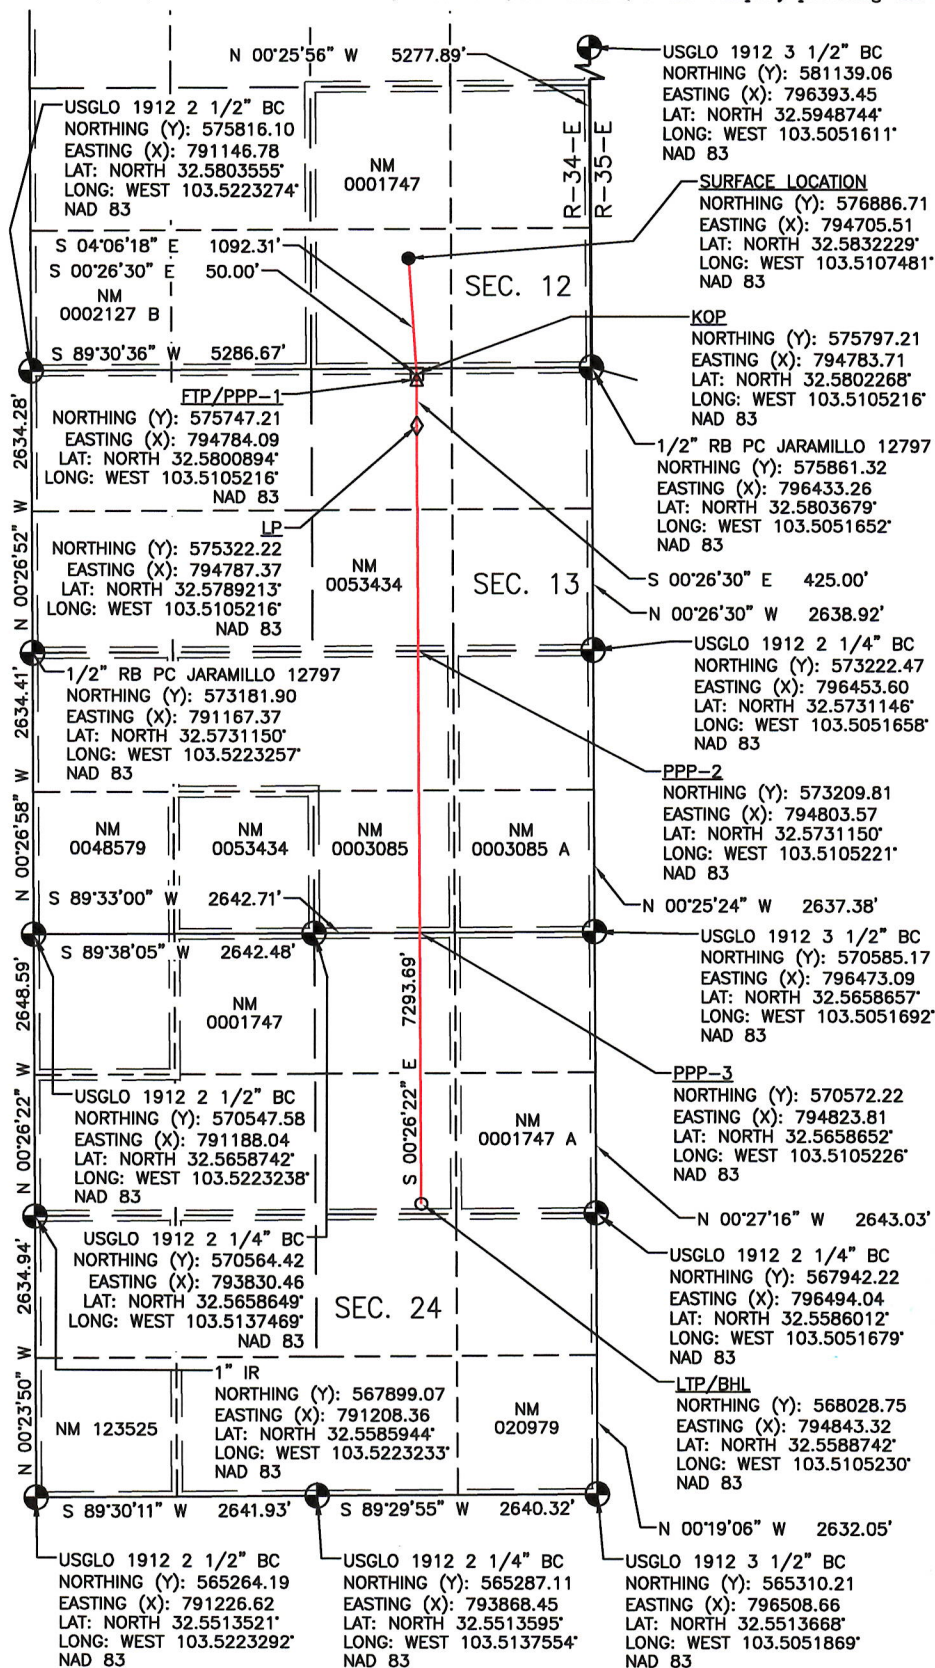 N 00°25'56" W 5277.89'
USGLO 1912 3 1/2" BC
NORTHING (Y): 581139.06
EASTING (X): 796393.45
LAT: NORTH 32.5948744°
LONG: WEST 103.5051611°
NAD 83
USGLO 1912 2 1/2" BC
NORTHING (Y): 575816.10
EASTING (X): 791146.78
LAT: NORTH 32.5803555°
LONG: WEST 103.5223274°
NAD 83
NM
0001747
R-34-E
R-35-E
SURFACE LOCATION
NORTHING (Y): 576886.71
EASTING (X): 794705.51
LAT: NORTH 32.5832229°
LONG: WEST 103.5107481°
NAD 83
S 04°06'18" E 1092.31'
S 00°26'30" E 50.00'
NM
0002127 B
SEC. 12
S 89°30'36" W 5286.67'
KOP
NORTHING (Y): 575797.21
EASTING (X): 794783.71
LAT: NORTH 32.5802268°
LONG: WEST 103.5105216°
NAD 83
FTP/PPP-1
NORTHING (Y): 575747.21
EASTING (X): 794784.09
LAT: NORTH 32.5800894°
LONG: WEST 103.5105216°
NAD 83
1/2" RB PC JARAMILLO 12797
NORTHING (Y): 575861.32
EASTING (X): 796433.26
LAT: NORTH 32.5803679°
LONG: WEST 103.5051652°
NAD 83
N 00°26'52" W 2634.28'
LP
NORTHING (Y): 575322.22
EASTING (X): 794787.37
LAT: NORTH 32.5789213°
LONG: WEST 103.5105216°
NAD 83
NM
0053434
SEC. 13
S 00°26'30" E 425.00'
N 00°26'30" W 2638.92'
USGLO 1912 2 1/4" BC
NORTHING (Y): 573222.47
EASTING (X): 796453.60
LAT: NORTH 32.5731146°
LONG: WEST 103.5051658°
NAD 83
1/2" RB PC JARAMILLO 12797
NORTHING (Y): 573181.90
EASTING (X): 791167.37
LAT: NORTH 32.5731150°
LONG: WEST 103.5223257°
NAD 83
N 00°26'58" W 2634.41'
PPP-2
NORTHING (Y): 573209.81
EASTING (X): 794803.57
LAT: NORTH 32.5731150°
LONG: WEST 103.5105221°
NAD 83
NM
0048579
NM
0053434
NM
0003085
NM
0003085 A
N 00°25'24" W 2637.38'
S 89°33'00" W 2642.71'
S 89°38'05" W 2642.48'
USGLO 1912 3 1/2" BC
NORTHING (Y): 570585.17
EASTING (X): 796473.09
LAT: NORTH 32.5658657°
LONG: WEST 103.5051692°
NAD 83
N 00°26'22" W 2648.59'
NM
0001747
S 00°26'22" E 7293.69'
PPP-3
NORTHING (Y): 570572.22
EASTING (X): 794823.81
LAT: NORTH 32.5658652°
LONG: WEST 103.5105226°
NAD 83
USGLO 1912 2 1/2" BC
NORTHING (Y): 570547.58
EASTING (X): 791188.04
LAT: NORTH 32.5658742°
LONG: WEST 103.5223238°
NAD 83
NM
0001747 A
N 00°27'16" W 2643.03'
USGLO 1912 2 1/4" BC
NORTHING (Y): 570564.42
EASTING (X): 793830.46
LAT: NORTH 32.5658649°
LONG: WEST 103.5137469°
NAD 83
SEC. 24
USGLO 1912 2 1/4" BC
NORTHING (Y): 567942.22
EASTING (X): 796494.04
LAT: NORTH 32.5586012°
LONG: WEST 103.5051679°
NAD 83
N 00°23'50" W 2634.94'
1" IR
NORTHING (Y): 567899.07
EASTING (X): 791208.36
LAT: NORTH 32.5585944°
LONG: WEST 103.5223233°
NAD 83
LTP/BHL
NORTHING (Y): 568028.75
EASTING (X): 794843.32
LAT: NORTH 32.5588742°
LONG: WEST 103.5105230°
NAD 83
NM 123525
NM
020979
S 89°30'11" W 2641.93'
S 89°29'55" W 2640.32'
N 00°19'06" W 2632.05'
USGLO 1912 2 1/2" BC
NORTHING (Y): 565264.19
EASTING (X): 791226.62
LAT: NORTH 32.5513521°
LONG: WEST 103.5223292°
NAD 83
USGLO 1912 2 1/4" BC
NORTHING (Y): 565287.11
EASTING (X): 793868.45
LAT: NORTH 32.5513595°
LONG: WEST 103.5137554°
NAD 83
USGLO 1912 3 1/2" BC
NORTHING (Y): 565310.21
EASTING (X): 796508.66
LAT: NORTH 32.5513668°
LONG: WEST 103.5051869°
NAD 83